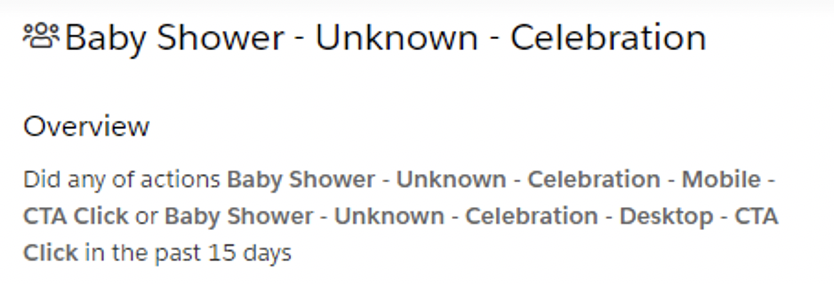 Baby Shower - Unknown - Celebration
Overview
Did any of actions Baby Shower - Unknown - Celebration - Mobile -
CTA Click or Baby Shower - Unknown - Celebration - Desktop - CTA
Click in the past 15 days